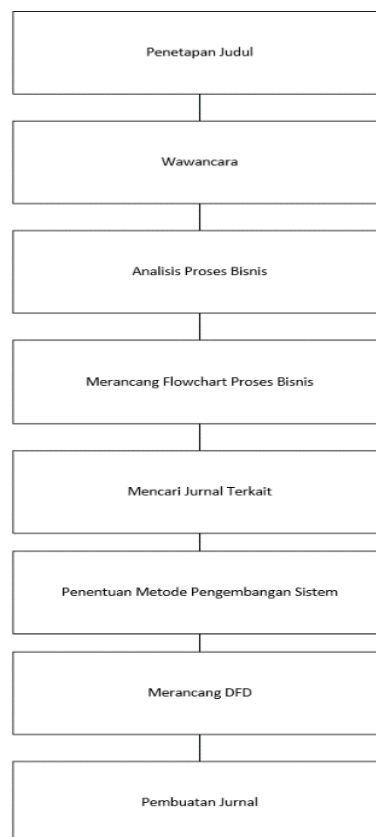 Penetapan Judul
Wawancara
Analisis Proses Bisnis
Merancang Flowchart Proses Bisnis
Mencari Jurnal Terkait
Penentuan Metode Pengembangan Sistem
Merancang DFD
Pembuatan Jurnal